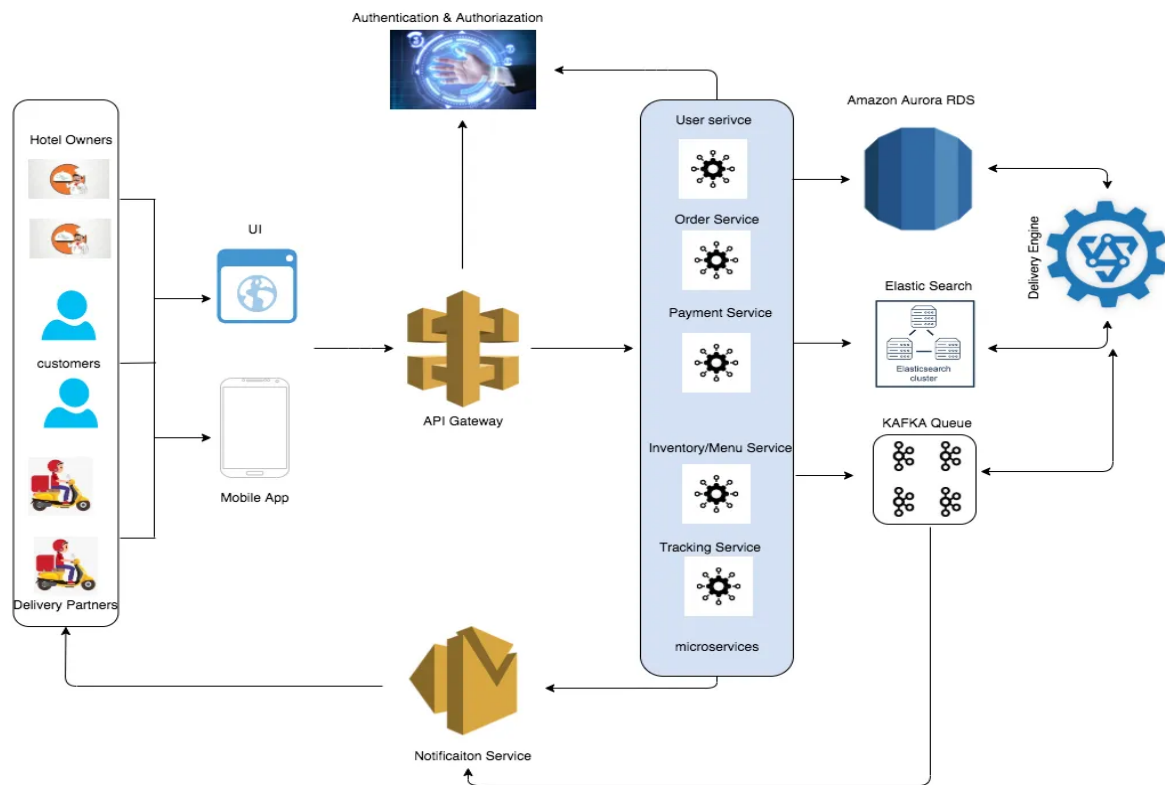 Authentication & Authoriazation
Hotel Owners
UI
customers
Mobile App
Delivery Partners
API Gateway
User serivce
Order Service
Payment Service
Inventory/Menu Service
Tracking Service
microservices
Amazon Aurora RDS
Delivery Engine
Elastic Search
Elasticsearch
cluster
KAFKA Queue
Notificaiton Service